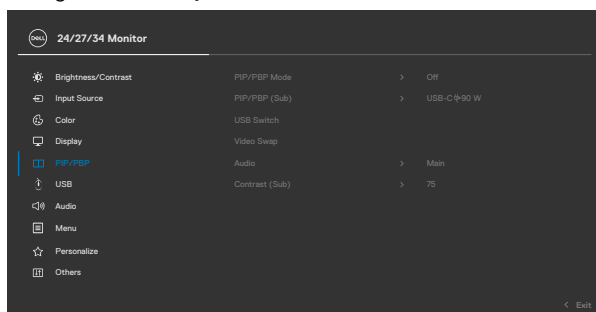 DELL 24/27/34 Monitor
Brightness/Contrast PIP/PBP Mode > Off
Input Source PIP/PBP (Sub) > USB-C 90 W
Color USB Switch
Display Video Swap
PIP/PBP Audio > Main
USB Contrast (Sub) > 75
Audio
Menu
Personalize
Others
< Exit